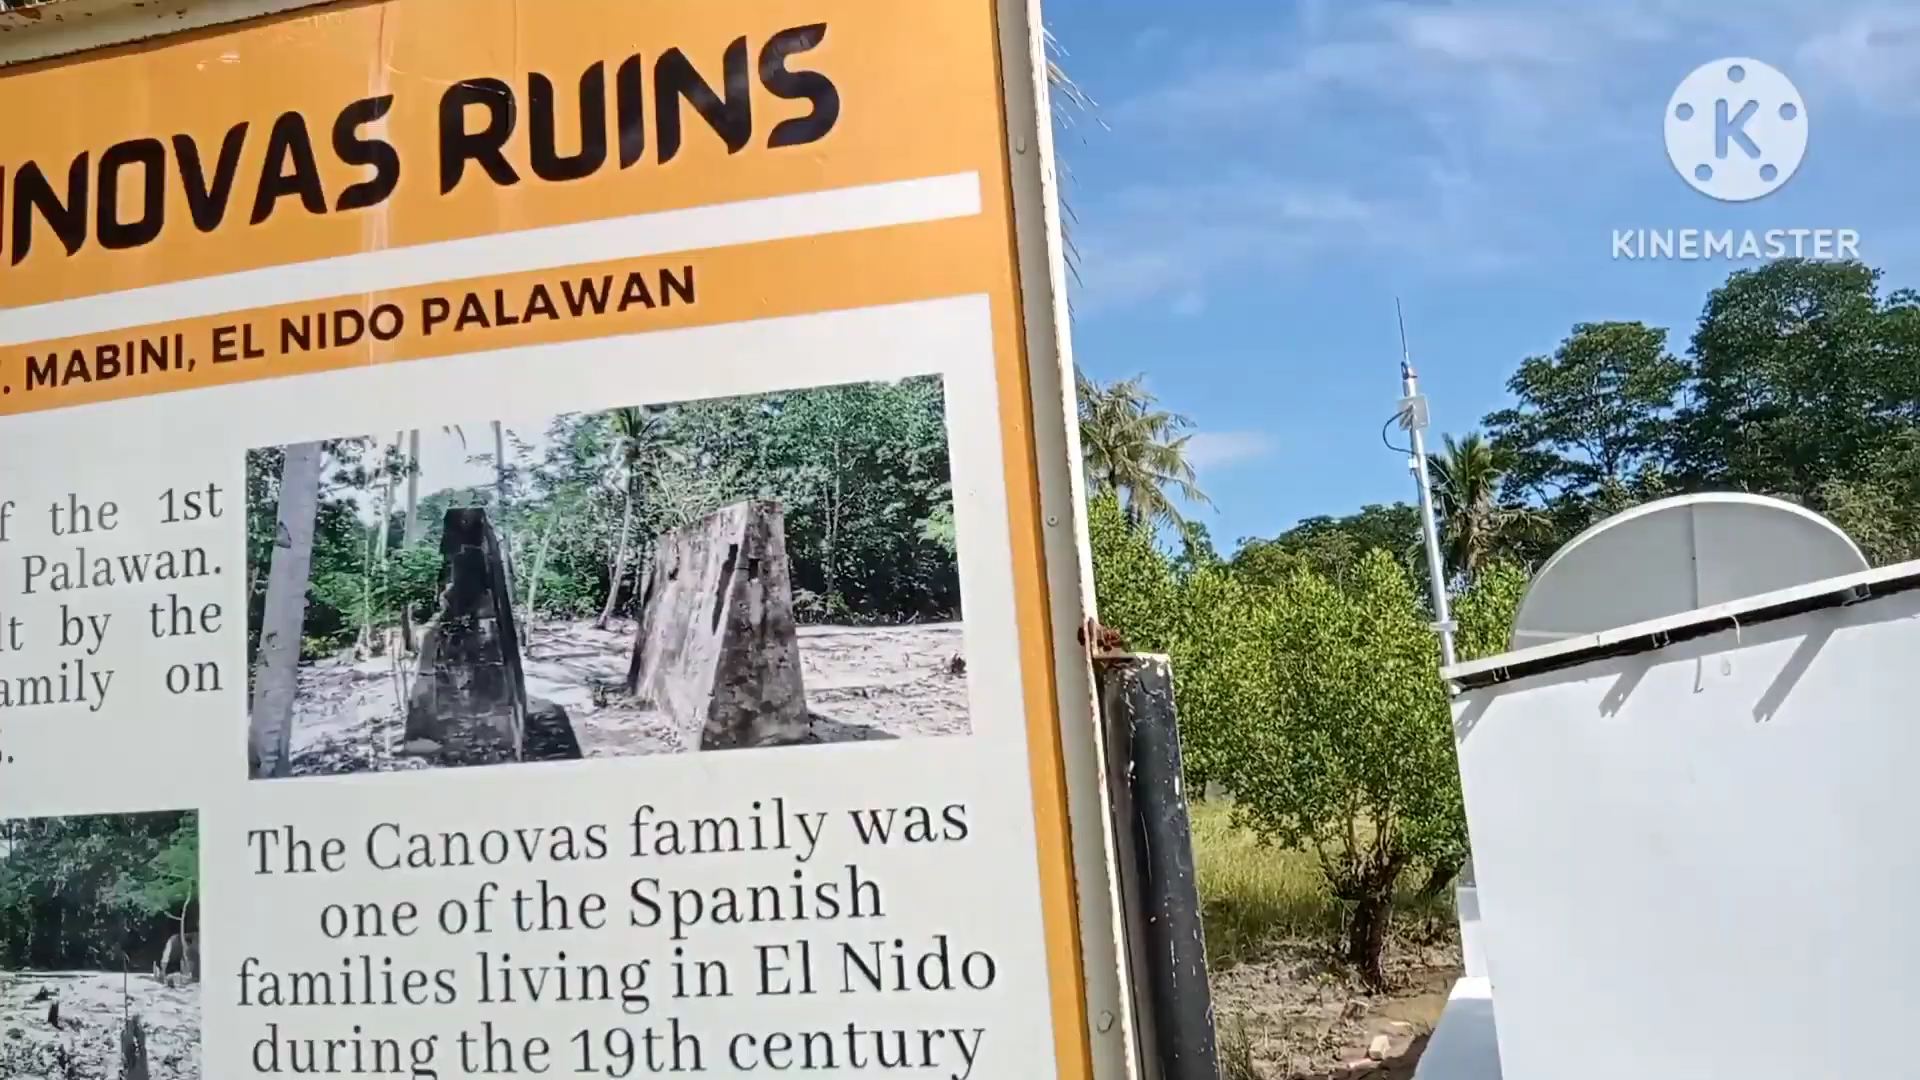 NOVAS RUINS
. MABINI, EL NIDO PALAWAN
f the 1st
Palawan.
lt by the
amily on
The Canovas family was
one of the Spanish
families living in El Nido
during the 19th century
K
KINEMASTER